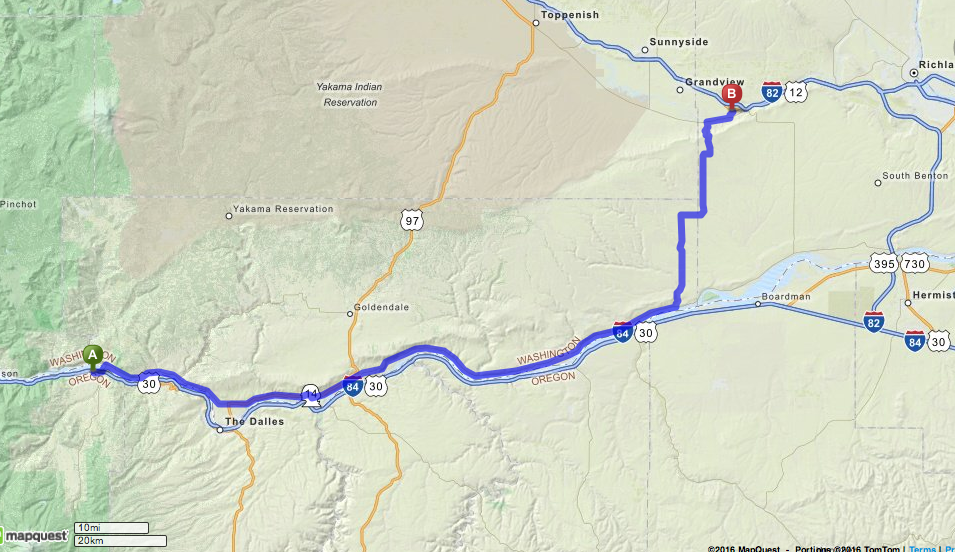 Toppenish
Sunnyside
Grandview
Richla
B
82
12
Yakama Indian
Reservation
South Benton
Pinchot
Yakama Reservation
97
395
730
Boardman
Hermist
Goldendale
82
84
30
84
30
WASHINGTON
OREGON
A
WASHINGTON
OREGON
son
30
84
30
14
The Dalles
10mi
20km
mapquest
©2016 MapQuest - Portions ©2016 TomTom | Terms | Pr